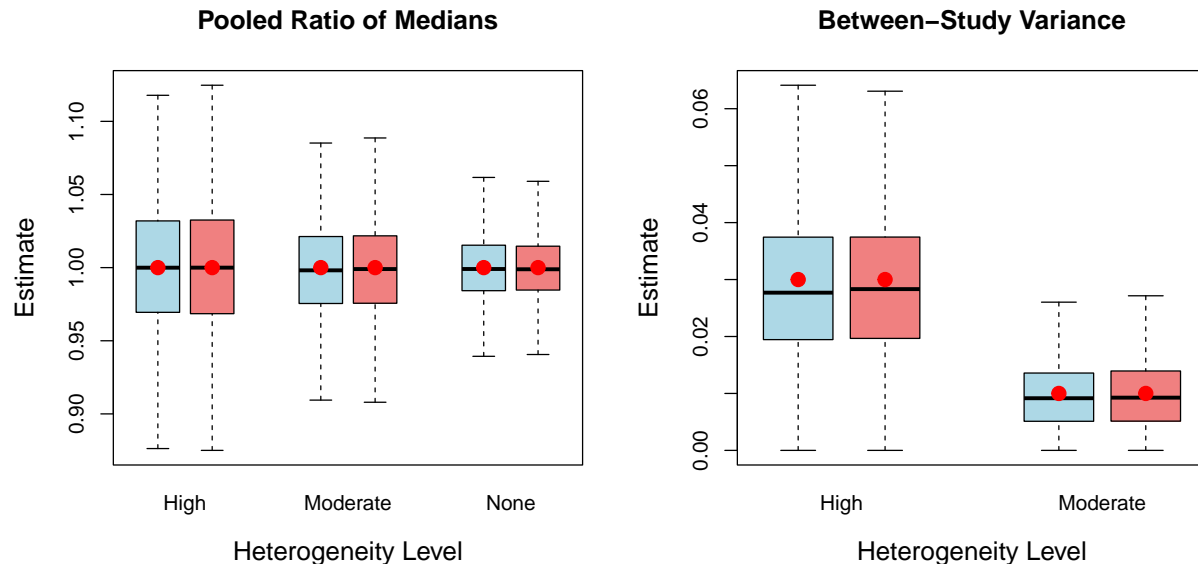 Pooled Ratio of Medians
Estimate
1.10
1.05
1.00
0.95
0.90
High Moderate None
Heterogeneity Level
Between−Study Variance
Estimate
0.06
0.04
0.02
0.00
High Moderate
Heterogeneity Level